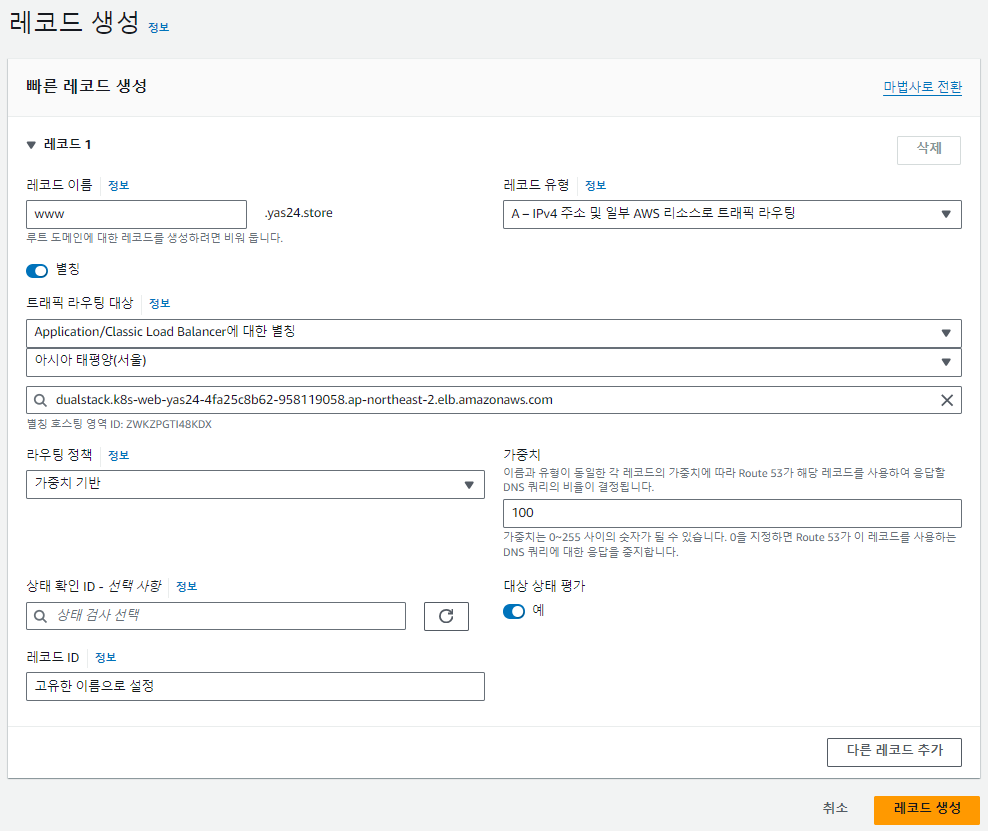 레코드 생성 정보
빠른 레코드 생성
마법사로 전환
▼ 레코드 1
삭제
레코드 이름 정보
www
.yas24.store
루트 도메인에 대한 레코드를 생성하려면 비워 둡니다.
레코드 유형 정보
A – IPv4 주소 및 일부 AWS 리소스로 트래픽 라우팅
별칭
트래픽 라우팅 대상 정보
Application/Classic Load Balancer에 대한 별칭
아시아 태평양(서울)
dualstack.k8s-web-yas24-4fa25c8b62-958119058.ap-northeast-2.elb.amazonaws.com
별칭 호스팅 영역 ID: ZWKZPGTI48KDX
라우팅 정책 정보
가중치 기반
가중치
이름과 유형이 동일한 각 레코드의 가중치에 따라 Route 53가 해당 레코드를 사용하여 응답할
DNS 쿼리의 비율이 결정됩니다.
100
가중치는 0~255 사이의 숫자가 될 수 있습니다. 0을 지정하면 Route 53가 이 레코드를 사용하는
DNS 쿼리에 대한 응답을 중지합니다.
상태 확인 ID - 선택 사항 정보
상태 검사 선택
대상 상태 평가
예
레코드 ID 정보
고유한 이름으로 설정
다른 레코드 추가
취소
레코드 생성